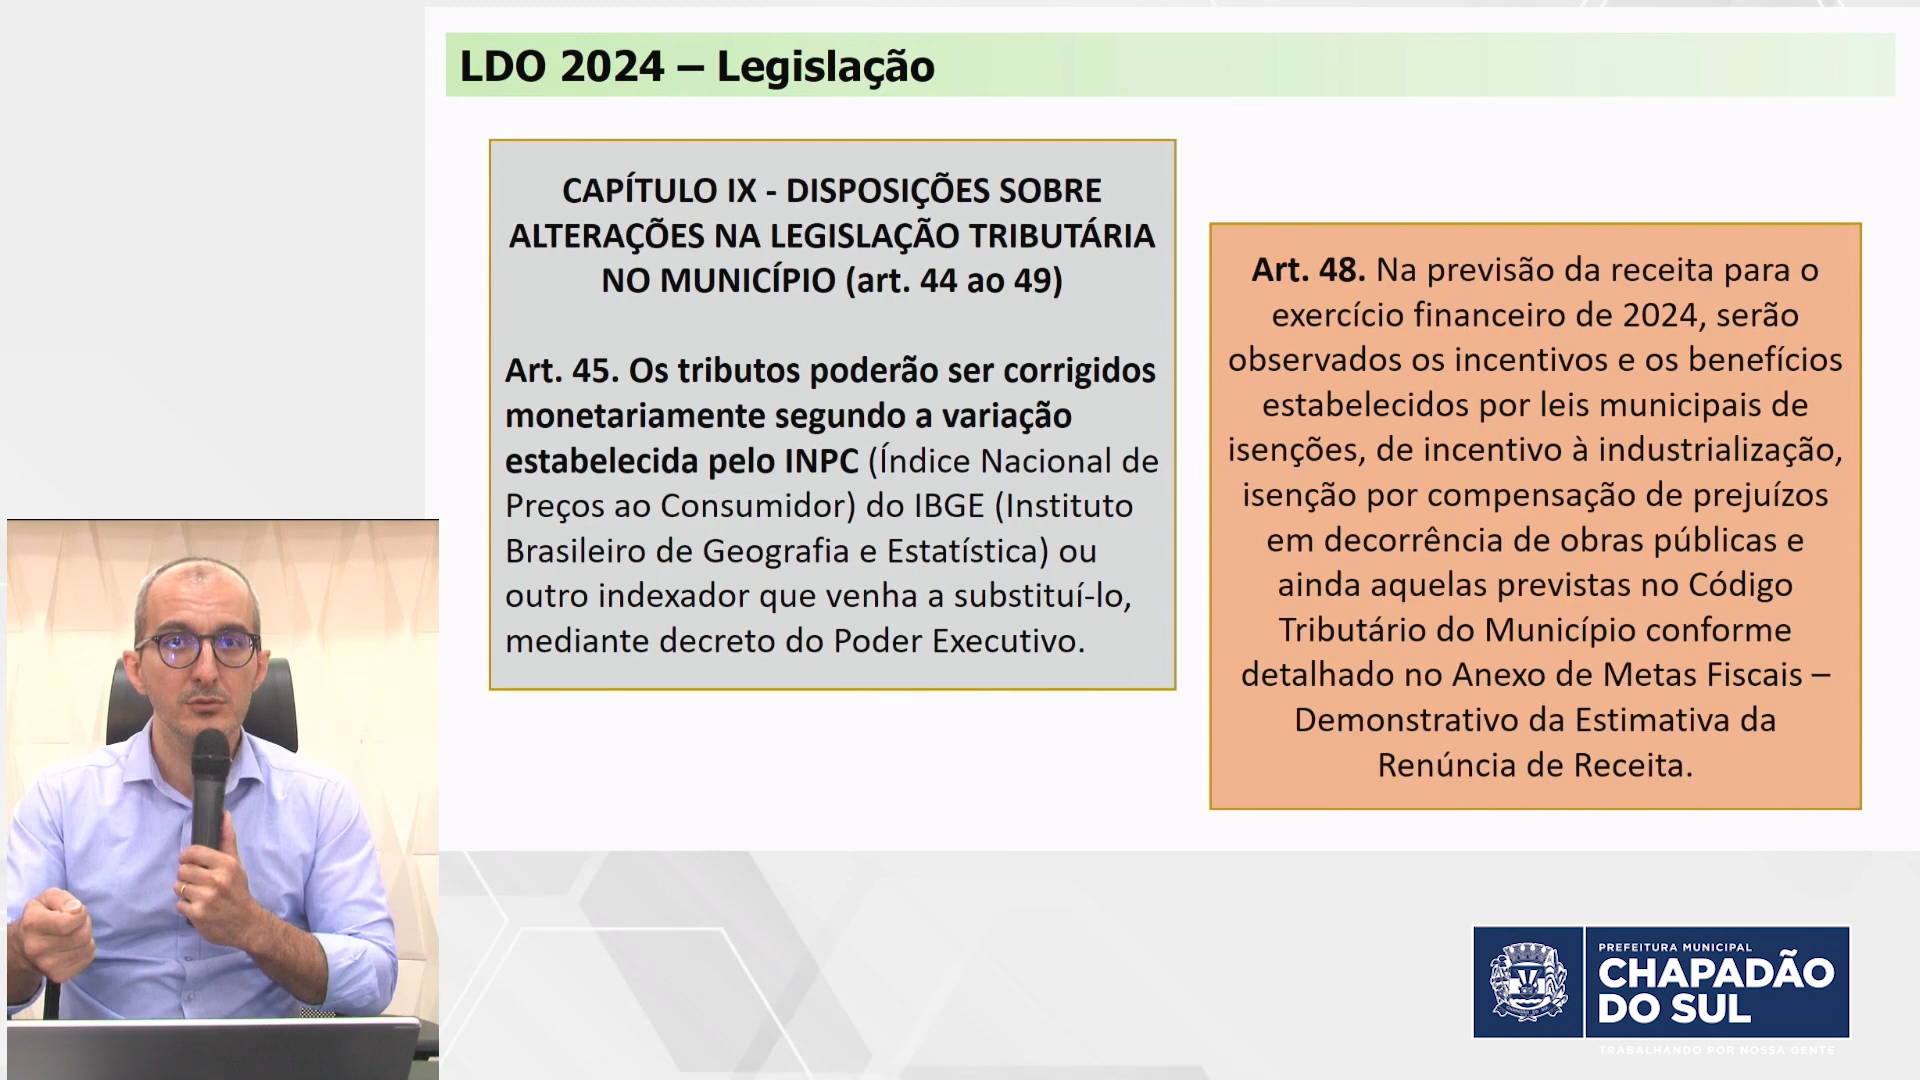 LDO 2024 – Legislação
CAPÍTULO IX - DISPOSIÇÕES SOBRE
ALTERAÇÕES NA LEGISLAÇÃO TRIBUTÁRIA
NO MUNICÍPIO (art. 44 ao 49)
Art. 45. Os tributos poderão ser corrigidos
monetariamente segundo a variação
estabelecida pelo INPC (Índice Nacional de
Preços ao Consumidor) do IBGE (Instituto
Brasileiro de Geografia e Estatística) ou
outro indexador que venha a substituí-lo,
mediante decreto do Poder Executivo.
Art. 48. Na previsão da receita para o
exercício financeiro de 2024, serão
observados os incentivos e os benefícios
estabelecidos por leis municipais de
isenções, de incentivo à industrialização,
isenção por compensação de prejuízos
em decorrência de obras públicas e
ainda aquelas previstas no Código
Tributário do Município conforme
detalhado no Anexo de Metas Fiscais –
Demonstrativo da Estimativa da
Renúncia de Receita.
PREFEITURA MUNICIPAL
CHAPADÃO
DO SUL
TRABALHANDO POR NOSSA GENTE